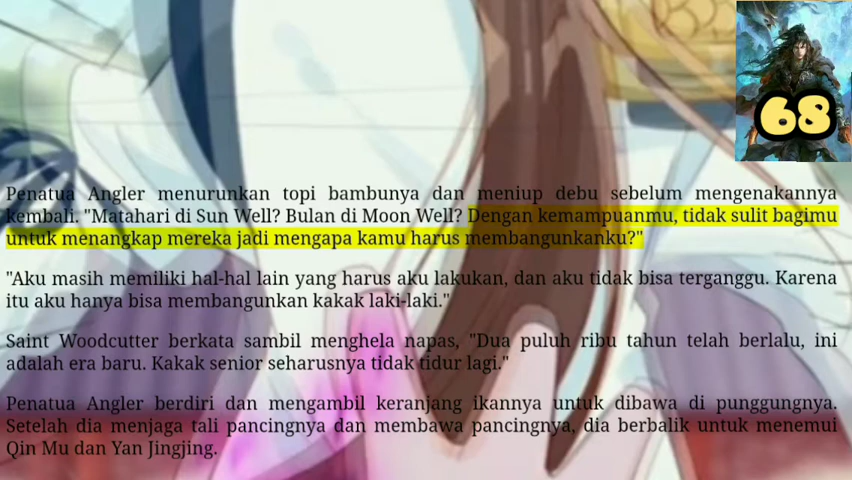 68
Penatua Angler menurunkan topi bambunya dan meniup debu sebelum mengenakannya
kembali. "Matahari di Sun Well? Bulan di Moon Well? Dengan kemampuanmu, tidak sulit bagimu
untuk menangkap mereka jadi mengapa kamu harus membangunkanku?"
"Aku masih memiliki hal-hal lain yang harus aku lakukan, dan aku tidak bisa terganggu. Karena
itu aku hanya bisa membangunkan kakak laki-laki."
Saint Woodcutter berkata sambil menghela napas, "Dua puluh ribu tahun telah berlalu, ini
adalah era baru. Kakak senior seharusnya tidak tidur lagi."
Penatua Angler berdiri dan mengambil keranjang ikannya untuk dibawa di punggungnya.
Setelah dia menjaga tali pancingnya dan membawa pancingnya, dia berbalik untuk menemui
Qin Mu dan Yan Jingjing.